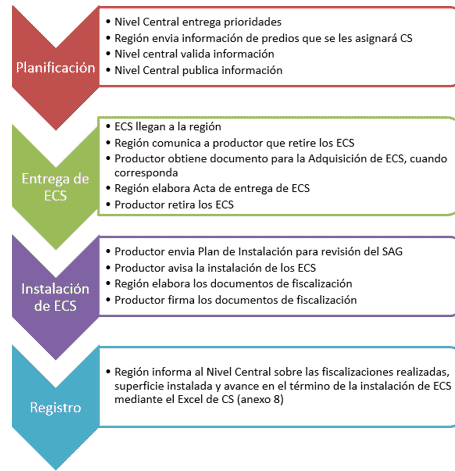 Planificación
• Nivel Central entrega prioridades
• Región envia información de predios que se les asignará CS
• Nivel central valida información
• Nivel Central publica información
Entrega de
ECS
• ECS llegan a la región
• Región comunica a productor que retire los ECS
• Productor obtiene documento para la Adquisición de ECS, cuando
corresponda
• Región elabora Acta de entrega de ECS
• Productor retira los ECS
Instalación
de ECS
• Productor envia Plan de Instalación para revisión del SAG
• Productor avisa la instalación de los ECS
• Región elabora los documentos de fiscalización
• Productor firma los documentos de fiscalización
Registro
• Región informa al Nivel Central sobre las fiscalizaciones realizadas,
superficie instalada y avance en el término de la instalación de ECS
mediante el Excel de CS (anexo 8)